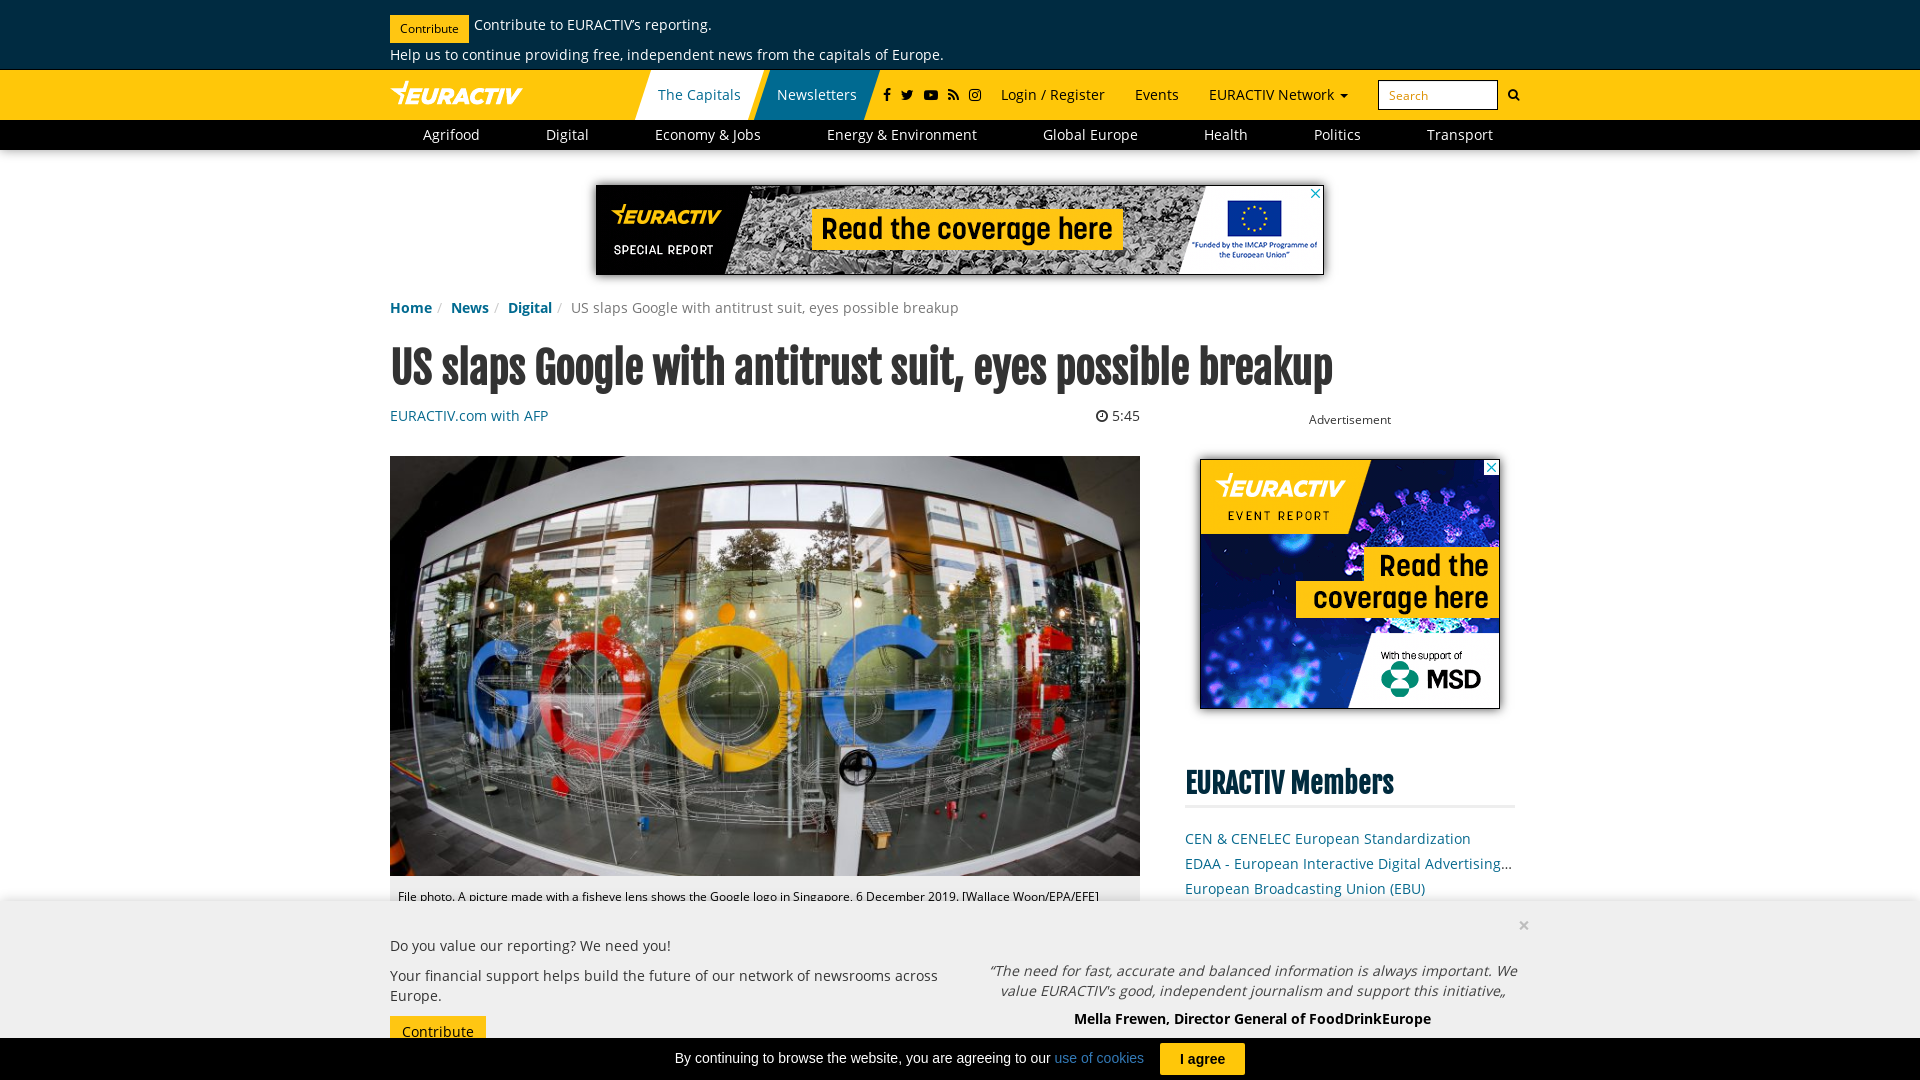 Contribute Contribute to EURACTIV's reporting.
Help us to continue providing free, independent news from the capitals of Europe.
EURACTIV
The Capitals
Newsletters
Login / Register
Events
EURACTIV Network
Search
Agrifood
Digital
Economy & Jobs
Energy & Environment
Global Europe
Health
Politics
Transport
EURACTIV
SPECIAL REPORT
Read the coverage here
"Funded by the IMCAP Programme of
the European Union"
Home / News / Digital / US slaps Google with antitrust suit, eyes possible breakup
US slaps Google with antitrust suit, eyes possible breakup
EURACTIV.com with AFP
5:45
Advertisement
GOOGLE
EURACTIV
EVENT REPORT
Read the
coverage here
With the support of
MSD
EURACTIV Members
CEN & CENELEC European Standardization
EDAA - European Interactive Digital Advertising...
European Broadcasting Union (EBU)
File photo. A picture made with a fisheye lens shows the Google logo in Singapore, 6 December 2019. [Wallace Woon/EPA/EFE]
×
Do you value our reporting? We need you!
Your financial support helps build the future of our network of newsrooms across
Europe.
Contribute
“The need for fast, accurate and balanced information is always important. We
value EURACTIV's good, independent journalism and support this initiative„
Mella Frewen, Director General of FoodDrinkEurope
By continuing to browse the website, you are agreeing to our use of cookies
I agree